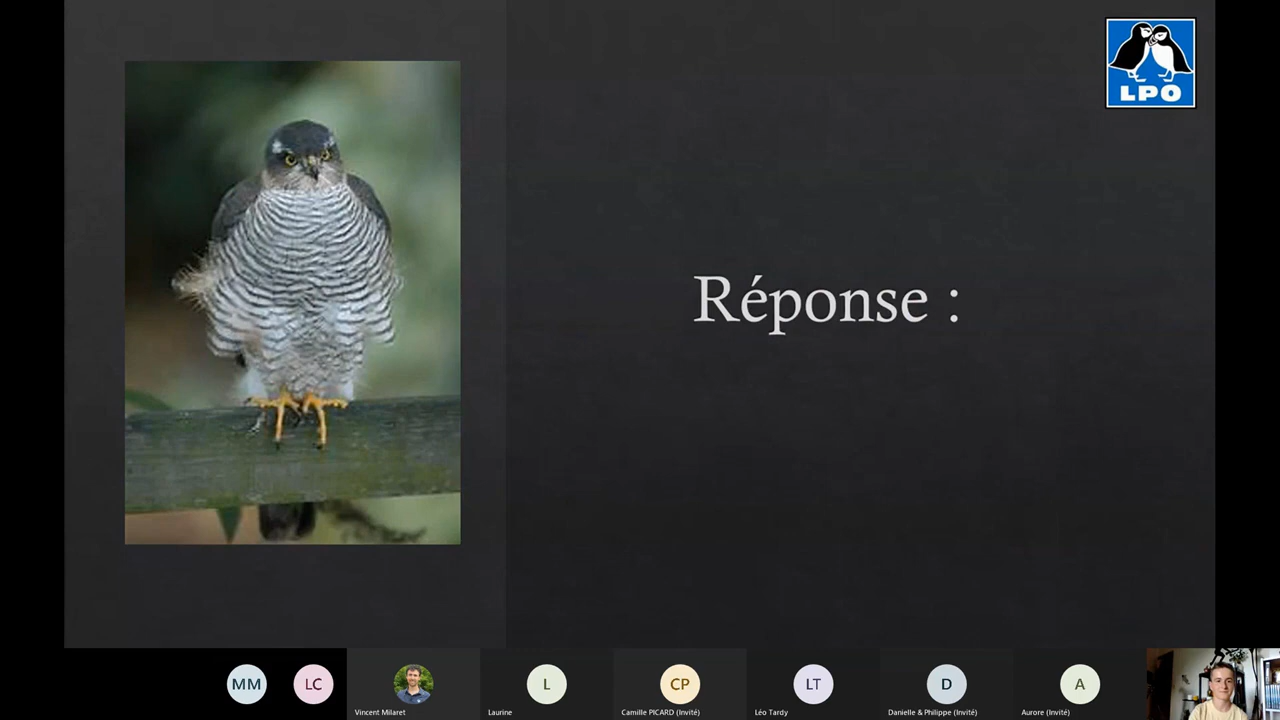 LPO
Réponse :
MM
LC
L
CP
LT
D
A
Vincent Milaret
Laurine
Camille PICARD (Invité)
Léo Tardy
Danielle & Philippe (Invité)
Aurore (Invité)